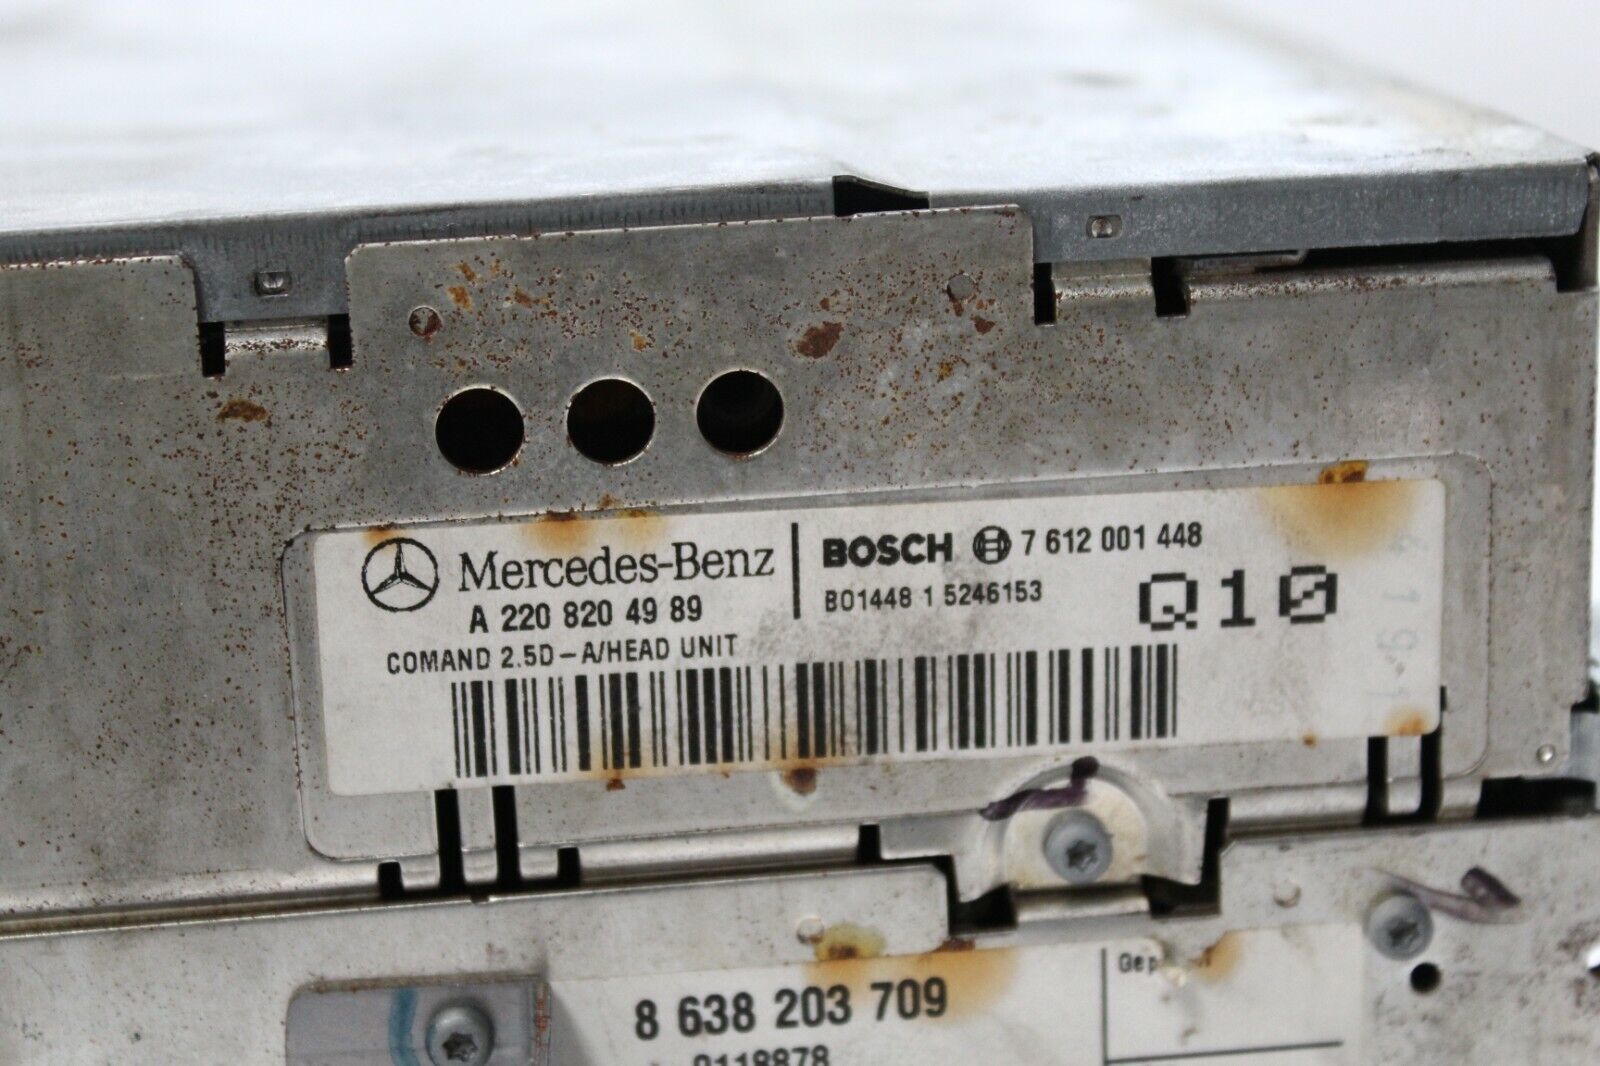 Mercedes-Benz
A 220 820 49 89
COMAND 2.5D-A/HEAD UNIT
BOSCH 7 612 001 448
B01448 1 5246153
Q10
8 638 203 709